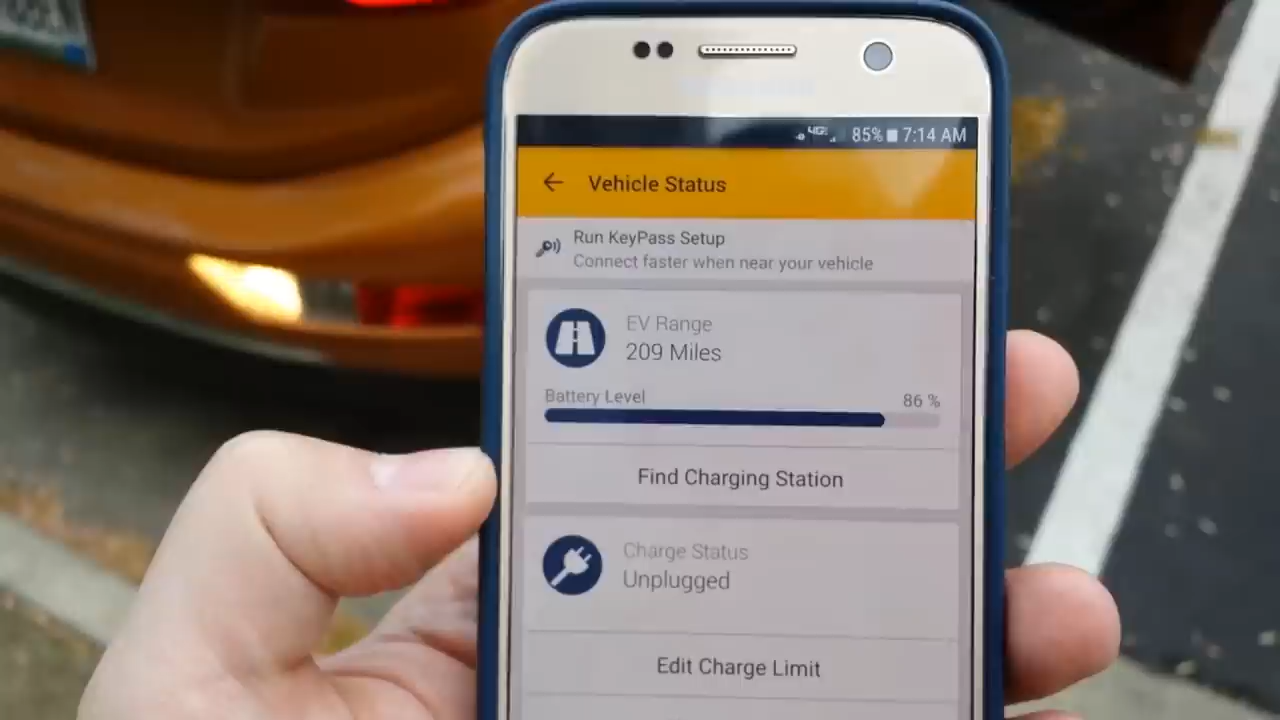 4G 85% 7:14 AM
Vehicle Status
Run KeyPass Setup
Connect faster when near your vehicle
EV Range
209 Miles
Battery Level 86 %
Find Charging Station
Charge Status
Unplugged
Edit Charge Limit